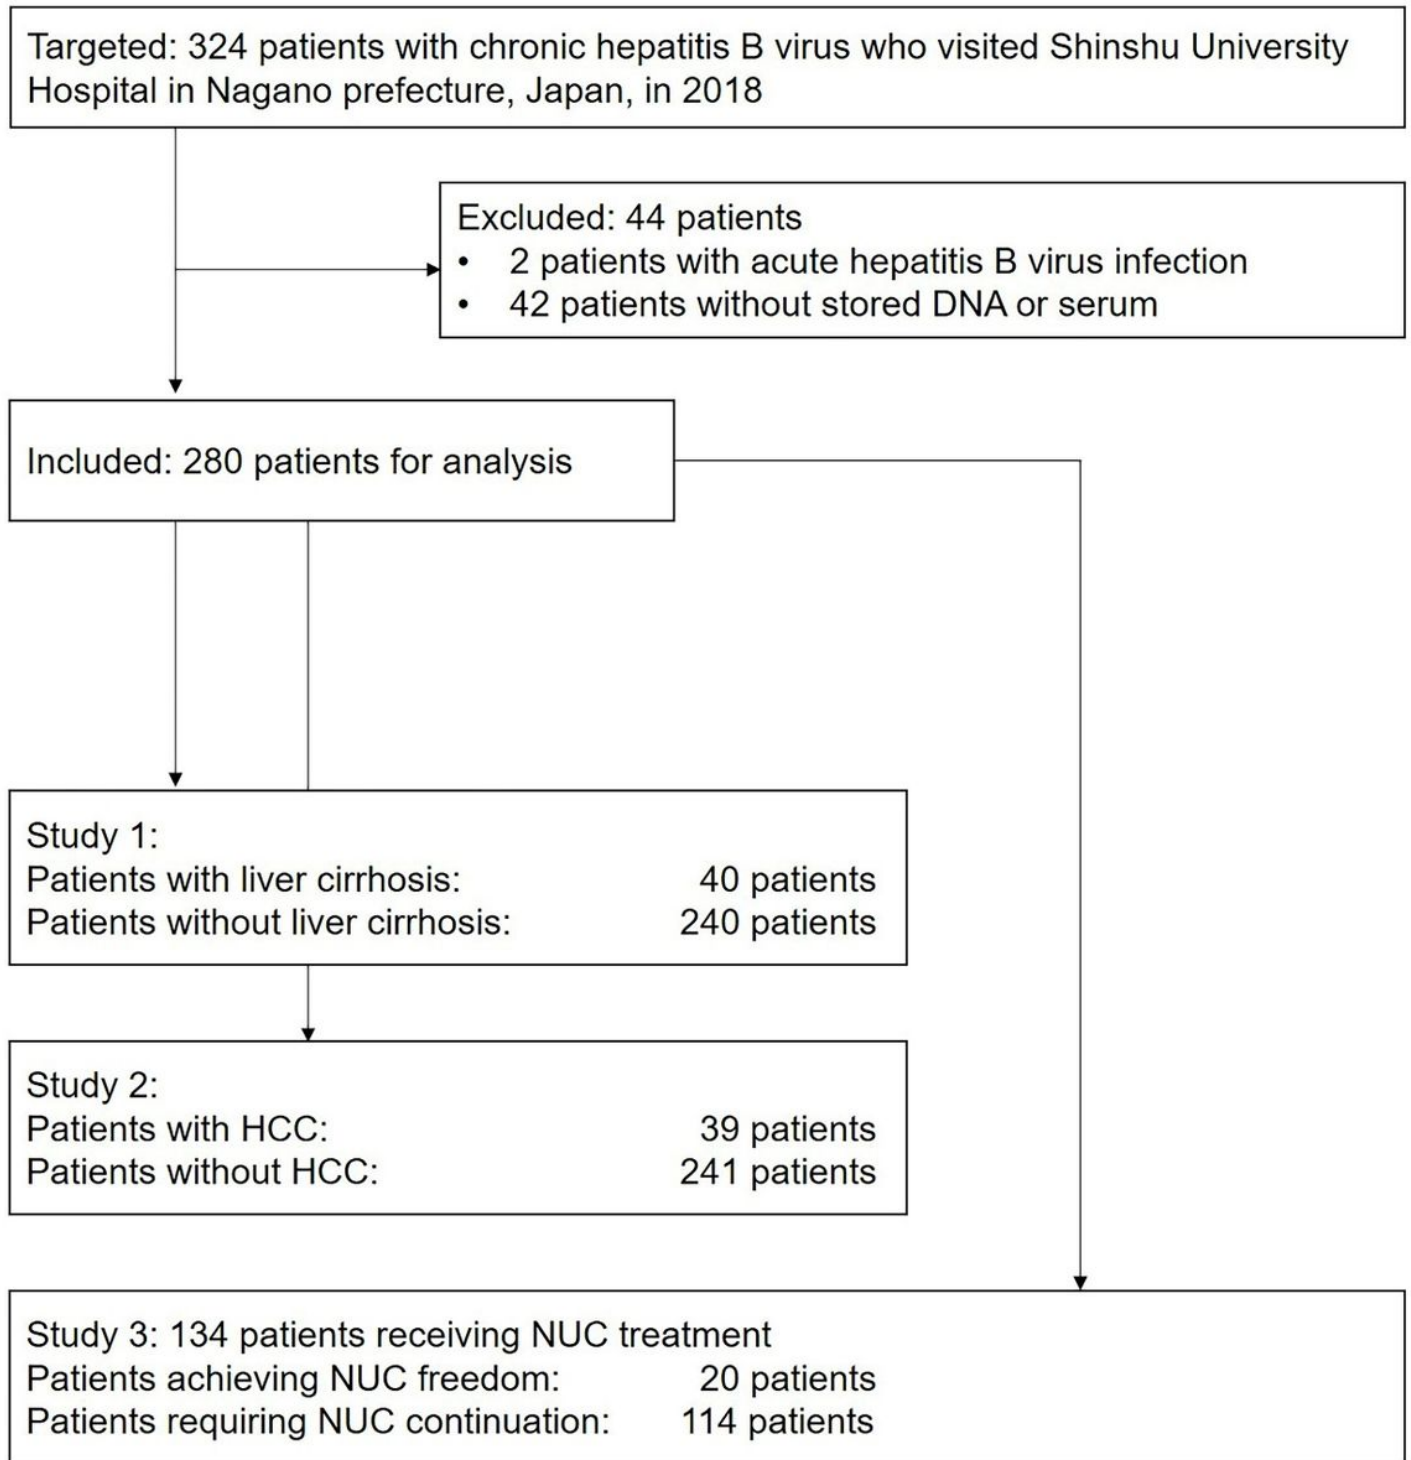 Targeted: 324 patients with chronic hepatitis B virus who visited Shinshu University
Hospital in Nagano prefecture, Japan, in 2018
Excluded: 44 patients
• 2 patients with acute hepatitis B virus infection
• 42 patients without stored DNA or serum
Included: 280 patients for analysis
Study 1:
Patients with liver cirrhosis: 40 patients
Patients without liver cirrhosis: 240 patients
Study 2:
Patients with HCC: 39 patients
Patients without HCC: 241 patients
Study 3: 134 patients receiving NUC treatment
Patients achieving NUC freedom: 20 patients
Patients requiring NUC continuation: 114 patients